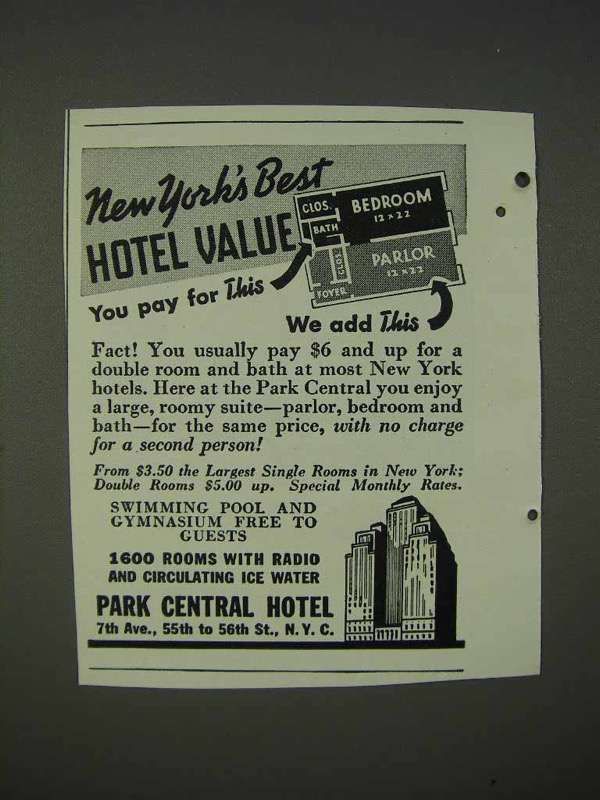 New York's Best
HOTEL VALUE
CLOS.
BEDROOM
12 x 22
BATH
CLOS.
PARLOR
12 x 22
FOYER
You pay for This
We add This
Fact! You usually pay $6 and up for a
double room and bath at most New York
hotels. Here at the Park Central you enjoy
a large, roomy suite—parlor, bedroom and
bath—for the same price, with no charge
for a second person!
From $3.50 the Largest Single Rooms in New York;
Double Rooms $5.00 up. Special Monthly Rates.
SWIMMING POOL AND
GYMNASIUM FREE TO
GUESTS
1600 ROOMS WITH RADIO
AND CIRCULATING ICE WATER
PARK CENTRAL HOTEL
7th Ave., 55th to 56th St., N. Y. C.